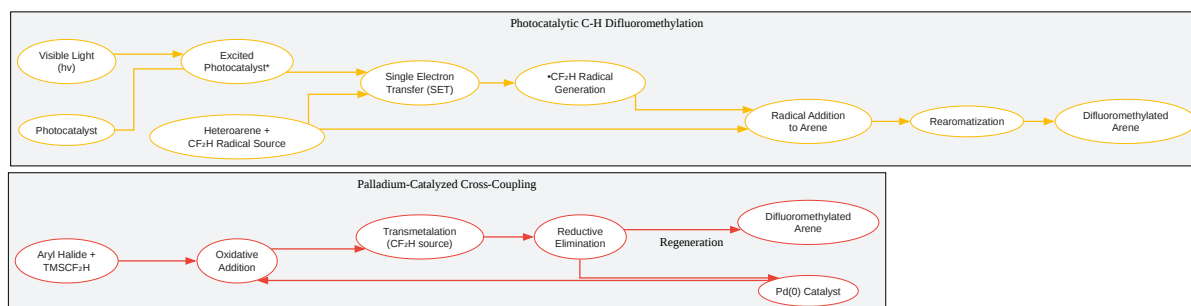 Photocatalytic C-H Difluoromethylation
Visible Light
(hν)
Excited
Photocatalyst*
Single Electron
Transfer (SET)
•CF₂H Radical
Generation
Photocatalyst
Heteroarene +
CF₂H Radical Source
Radical Addition
to Arene
Rearomatization
Difluoromethylated
Arene
Palladium-Catalyzed Cross-Coupling
Aryl Halide +
TMSCF₂H
Oxidative
Addition
Transmetalation
(CF₂H source)
Reductive
Elimination
Regeneration
Difluoromethylated
Arene
Pd(0) Catalyst